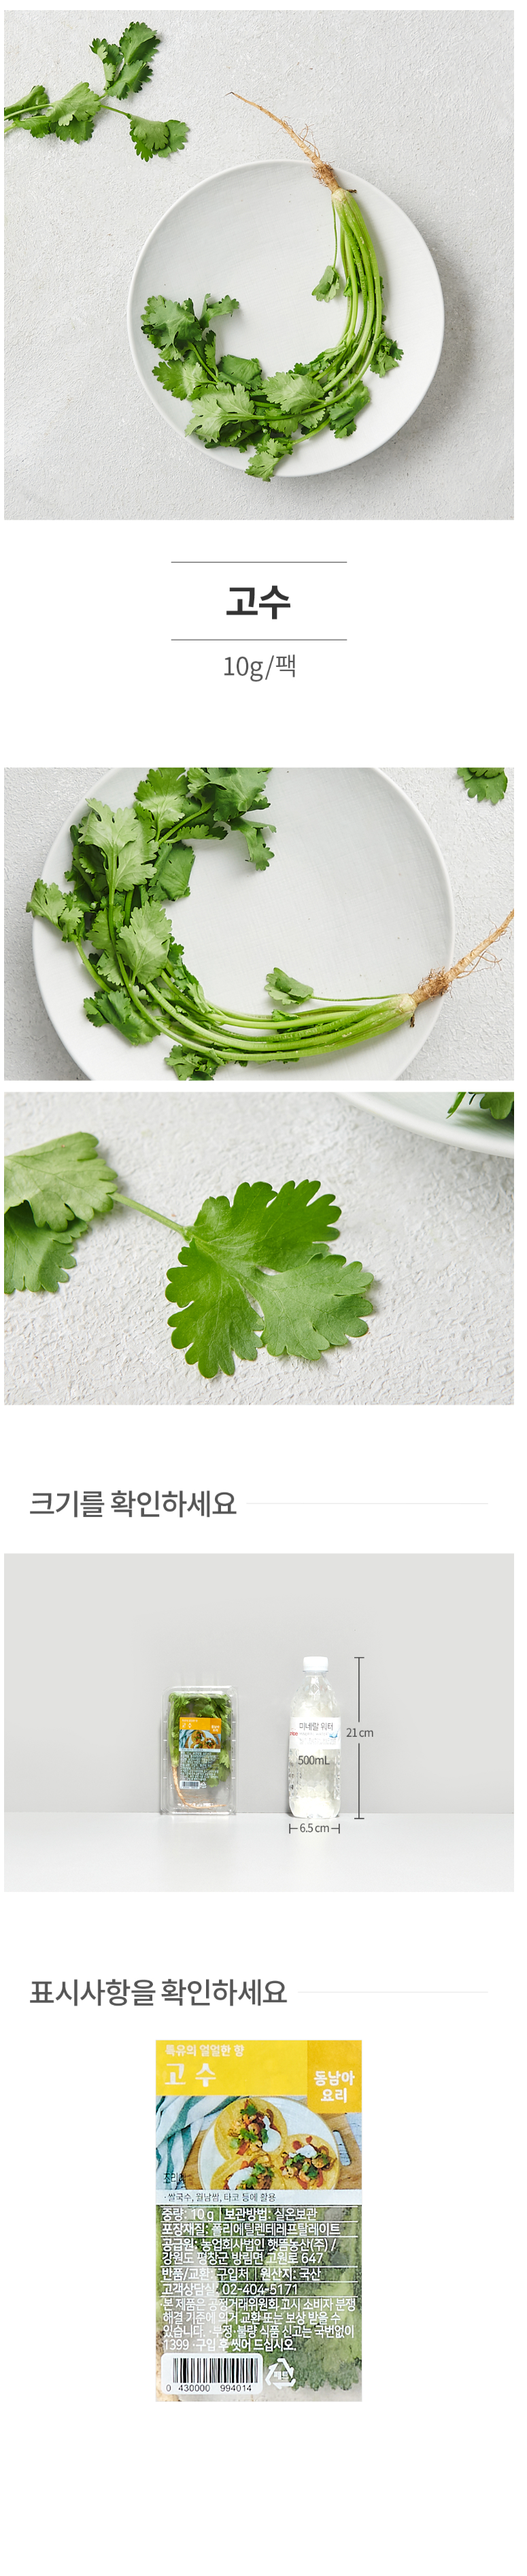 고수
10g/팩
크기를 확인하세요
미네랄 워터
500mL
21cm
6.5cm
표시사항을 확인하세요
특유의 얼얼한 향
고수
동남아
요리
· 쌀국수, 월남쌈, 타코 등에 활용
중량: 10 g | 보관방법: 실온보관
포장재질: 폴리에틸렌테레프탈레이트
공급원: 농업회사법인 햇뜰농산(주) /
강원도 평창군 방림면 고원로 647
반품/교환: 구입처 | 원산지: 국산
고객상담실: 02-404-5171
·본 제품은 공정거래위원회 고시 소비자 분쟁
해결 기준에 의거 교환 또는 보상 받을 수
있습니다. ·부정·불량 식품 신고는 국번없이
1399 ·구입 후 씻어 드십시오.
0 430000 994014